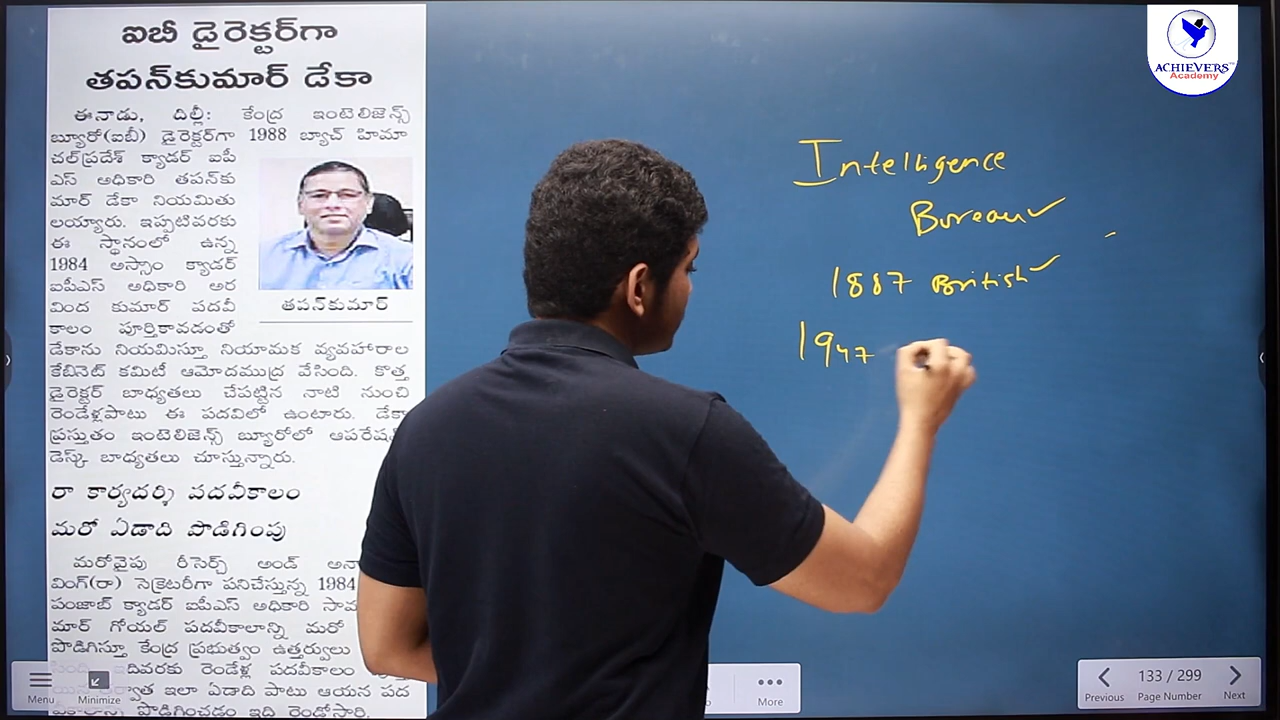 ఐబీ డైరెక్టర్‌గా
తపన్‌కుమార్ డేకా
ఈనాడు, దిల్లీ: కేంద్ర ఇంటెలిజెన్స్
బ్యూరో(ఐబీ) డైరెక్టర్‌గా 1988 బ్యాచ్ హిమా
చల్‌ప్రదేశ్ క్యాడర్ ఐపీ
ఎస్ అధికారి తపన్‌కు
మార్ డేకా నియమితు
లయ్యారు. ఇప్పటివరకు
ఈ స్థానంలో ఉన్న
1984 అస్సాం క్యాడర్
ఐపీఎస్ అధికారి అర
వింద కుమార్ పదవీ
కాలం పూర్తికావడంతో
తపన్‌కుమార్
డేకాను నియమిస్తూ నియామక వ్యవహారాల
కేబినెట్ కమిటీ ఆమోదముద్ర వేసింది. కొత్త
డైరెక్టర్ బాధ్యతలు చేపట్టిన నాటి నుంచి
రెండేళ్లపాటు ఈ పదవిలో ఉంటారు. డేకా
ప్రస్తుతం ఇంటెలిజెన్స్ బ్యూరోలో ఆపరేషన్
డెస్క్ బాధ్యతలు చూస్తున్నారు.
రా కార్యదర్శి పదవీకాలం
మరో ఏడాది పొడిగింపు
మరోవైపు రీసెర్చ్ అండ్
వింగ్(రా) సెక్రెటరీగా పనిచేస్తున్న 1984
పంజాబ్ క్యాడర్ ఐపీఎస్ అధికారి
మార్ గోయల్ పదవీకాలాన్ని మరో
పొడిగిస్తూ కేంద్ర ప్రభుత్వం ఉత్తర్వులు
ఇదివరకు రెండేళ్ల పదవీకాలం
ఇలా ఏడాది పాటు ఆయన పద
పొడిగించడం ఇది రెండోసారి.
Intelligence
Bureau
1887 British
1947
ACHIEVERS
Academy
Menu
Minimize
More
Previous
133 / 299
Page Number
Next